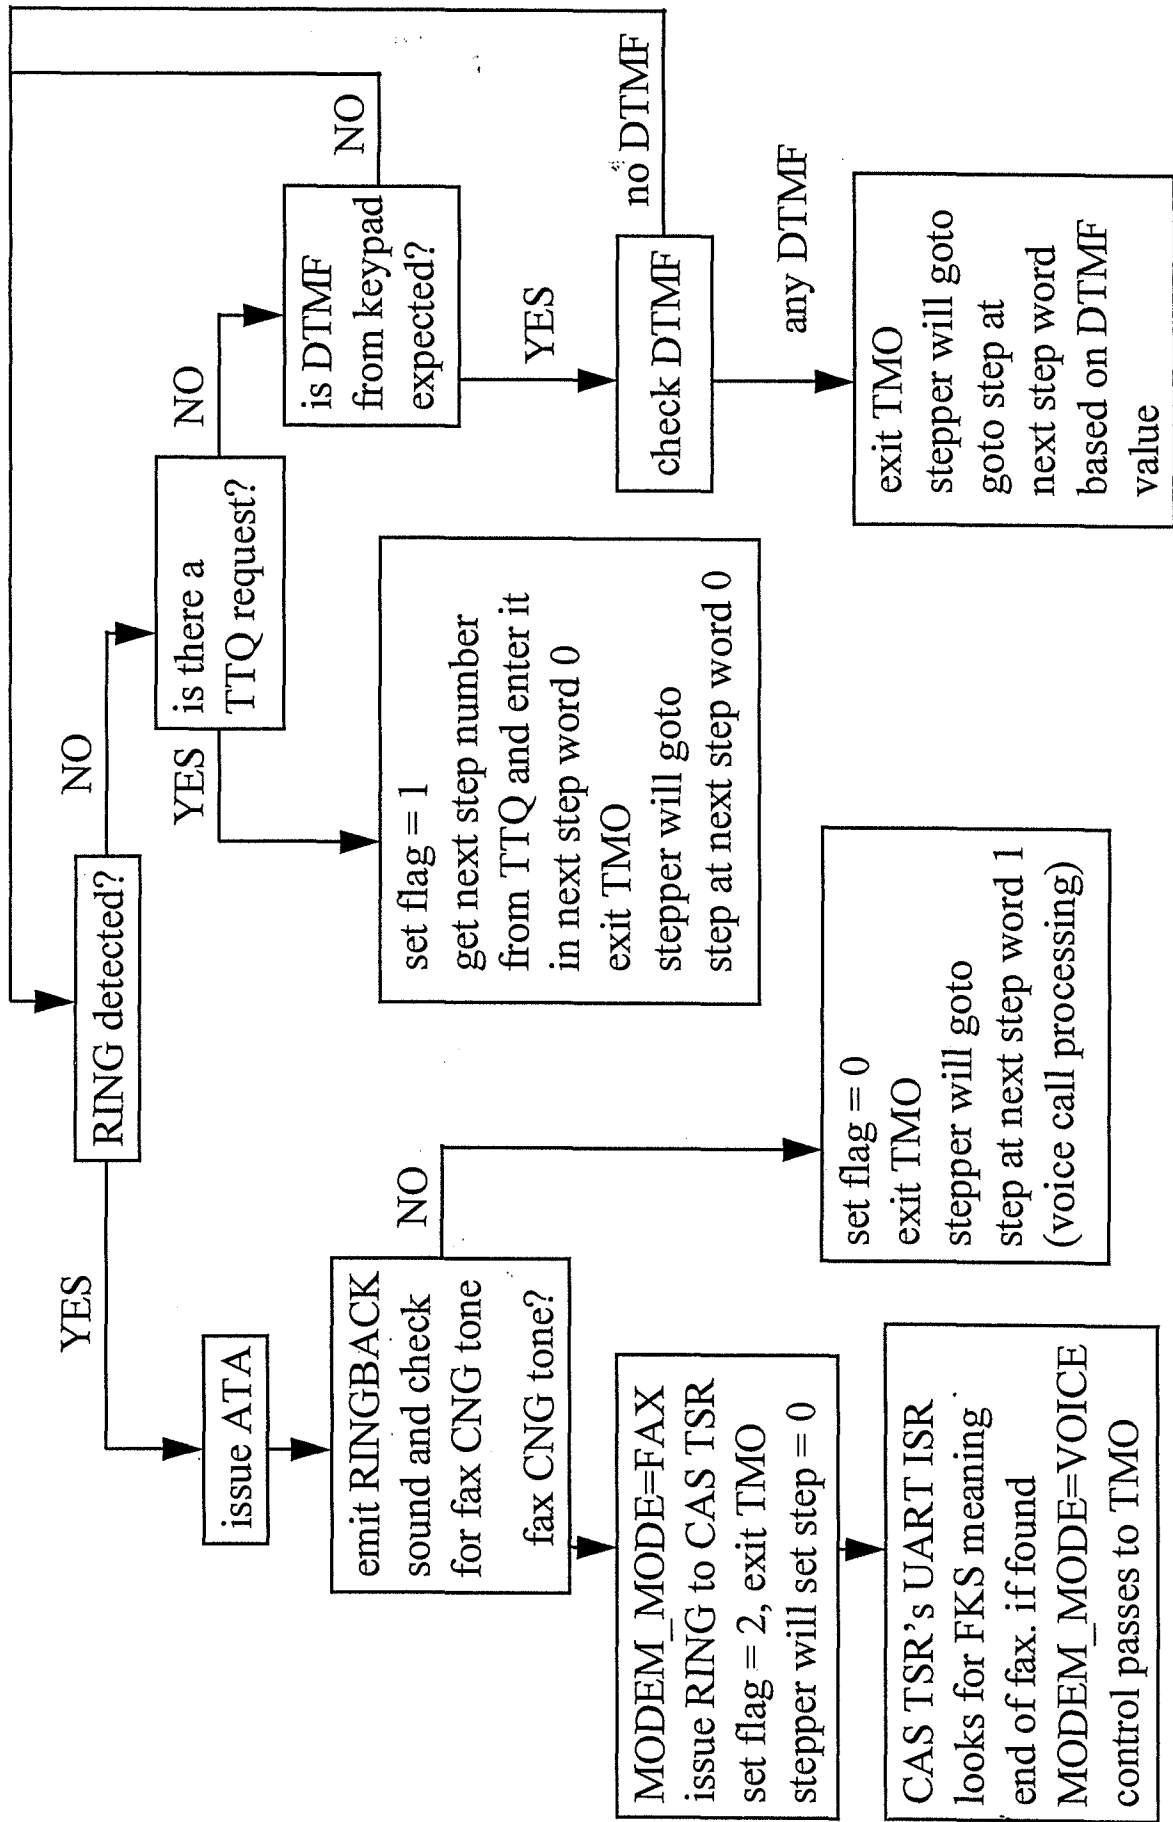 RING detected?
YES
NO
issue ATA
emit RINGBACK
sound and check
for fax CNG tone
fax CNG tone?
NO
MODEM_MODE=FAX
issue RING to CAS TSR
set flag = 2, exit TMO
stepper will set step = 0
CAS TSR's UART ISR
looks for FKS meaning
end of fax. if found
MODEM_MODE=VOICE
control passes to TMO
set flag = 0
exit TMO
stepper will goto
step at next step word 1
(voice call processing)
is there a
TTQ request?
YES
NO
set flag = 1
get next step number
from TTQ and enter it
in next step word 0
exit TMO
stepper will goto
step at next step word 0
is DTMF
from keypad
expected?
NO
YES
check DTMF
no DTMF
any DTMF
exit TMO
stepper will goto
goto step at
next step word
based on DTMF
value